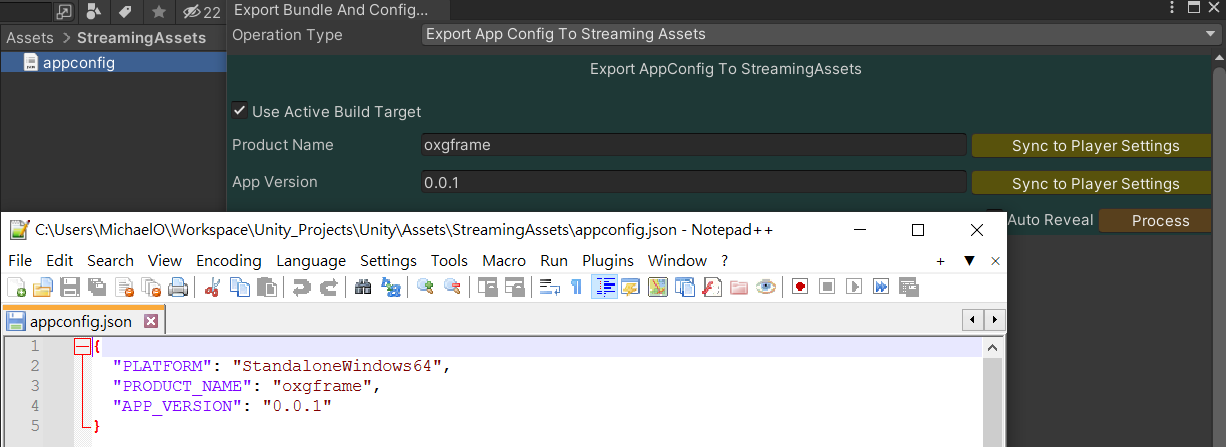 22
Export Bundle And Config...
Assets > StreamingAssets
Operation Type
Export App Config To Streaming Assets
appconfig
Export AppConfig To StreamingAssets
Use Active Build Target
Product Name
oxgframe
Sync to Player Settings
App Version
0.0.1
Sync to Player Settings
Auto Reveal
Process
C:\Users\MichaelO\Workspace\Unity_Projects\Unity\Assets\StreamingAssets\appconfig.json - Notepad++
File Edit Search View Encoding Language Settings Tools Macro Run Plugins Window ?
appconfig.json
1 {
2 "PLATFORM": "StandaloneWindows64",
3 "PRODUCT_NAME": "oxgframe",
4 "APP_VERSION": "0.0.1"
5 }